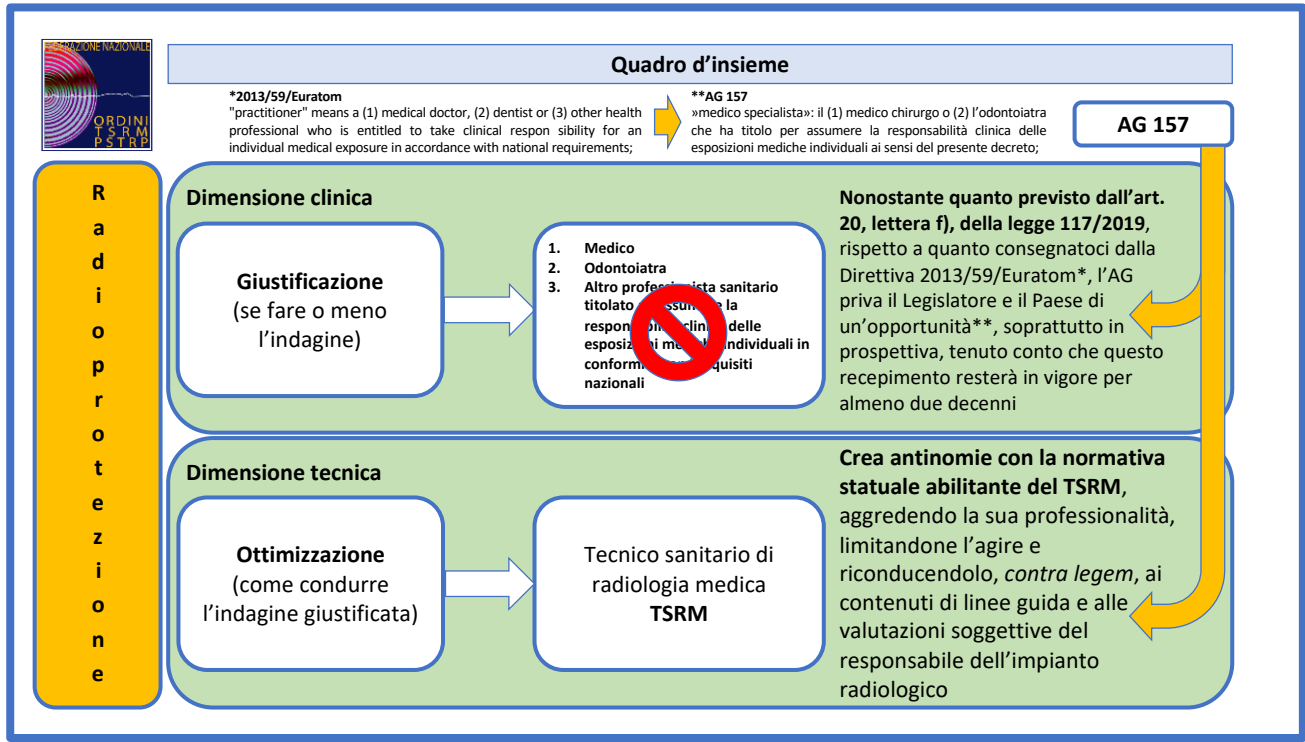 FEDERAZIONE NAZIONALE
ORDINI
TSRM
PSTRP
Quadro d'insieme
*2013/59/Euratom
"practitioner" means a (1) medical doctor, (2) dentist or (3) other health
professional who is entitled to take clinical respon sibility for an
individual medical exposure in accordance with national requirements;
**AG 157
»medico specialista»: il (1) medico chirurgo o (2) l'odontoiatra
che ha titolo per assumere la responsabilità clinica delle
esposizioni mediche individuali ai sensi del presente decreto;
AG 157
R
a
d
i
o
p
r
o
t
e
z
i
o
n
e
Dimensione clinica
Giustificazione
(se fare o meno
l'indagine)
1. Medico
2. Odontoiatra
3. Altro professionista sanitario
titolato assumere la
responsabilità clinica delle
esposizioni mediche individuali in
conformità requisiti
nazionali
Nonostante quanto previsto dall'art.
20, lettera f), della legge 117/2019,
rispetto a quanto consegnatoci dalla
Direttiva 2013/59/Euratom*, l'AG
priva il Legislatore e il Paese di
un'opportunità**, soprattutto in
prospettiva, tenuto conto che questo
recepimento resterà in vigore per
almeno due decenni
Dimensione tecnica
Ottimizzazione
(come condurre
l'indagine giustificata)
Tecnico sanitario di
radiologia medica
TSRM
Crea antinomie con la normativa
statuale abilitante del TSRM,
aggredendo la sua professionalità,
limitandone l'agire e
riconducendolo, contra legem, ai
contenuti di linee guida e alle
valutazioni soggettive del
responsabile dell'impianto
radiologico